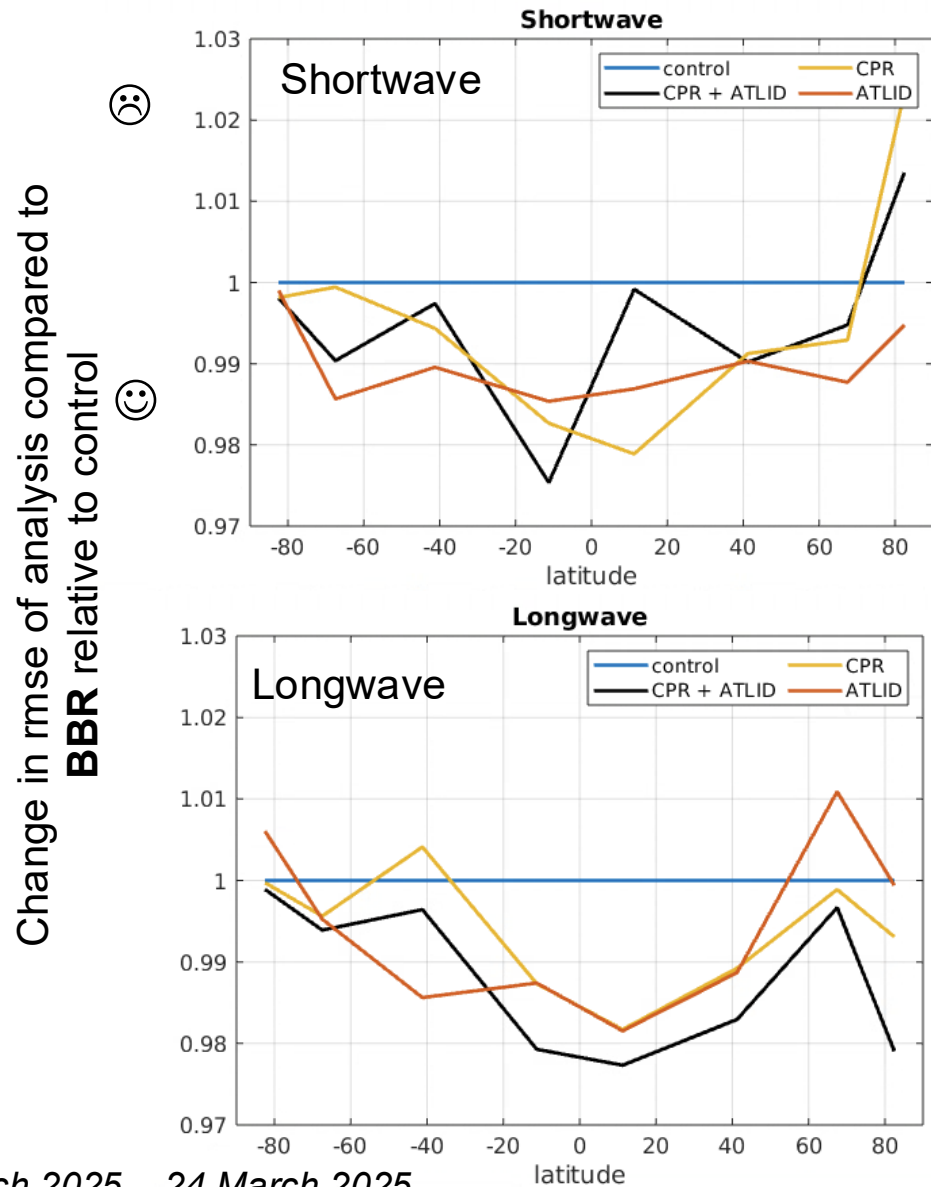 Change in rmse of analysis compared to
BBR relative to control
Shortwave
Shortwave
control
CPR
CPR + ATLID
ATLID
1.03
1.02
1.01
1
0.99
0.98
0.97
-80 -60 -40 -20 0 20 40 60 80
latitude
Longwave
Longwave
control
CPR
CPR + ATLID
ATLID
1.03
1.02
1.01
1
0.99
0.98
0.97
-80 -60 -40 -20 0 20 40 60 80
latitude
2025 24 March 2025